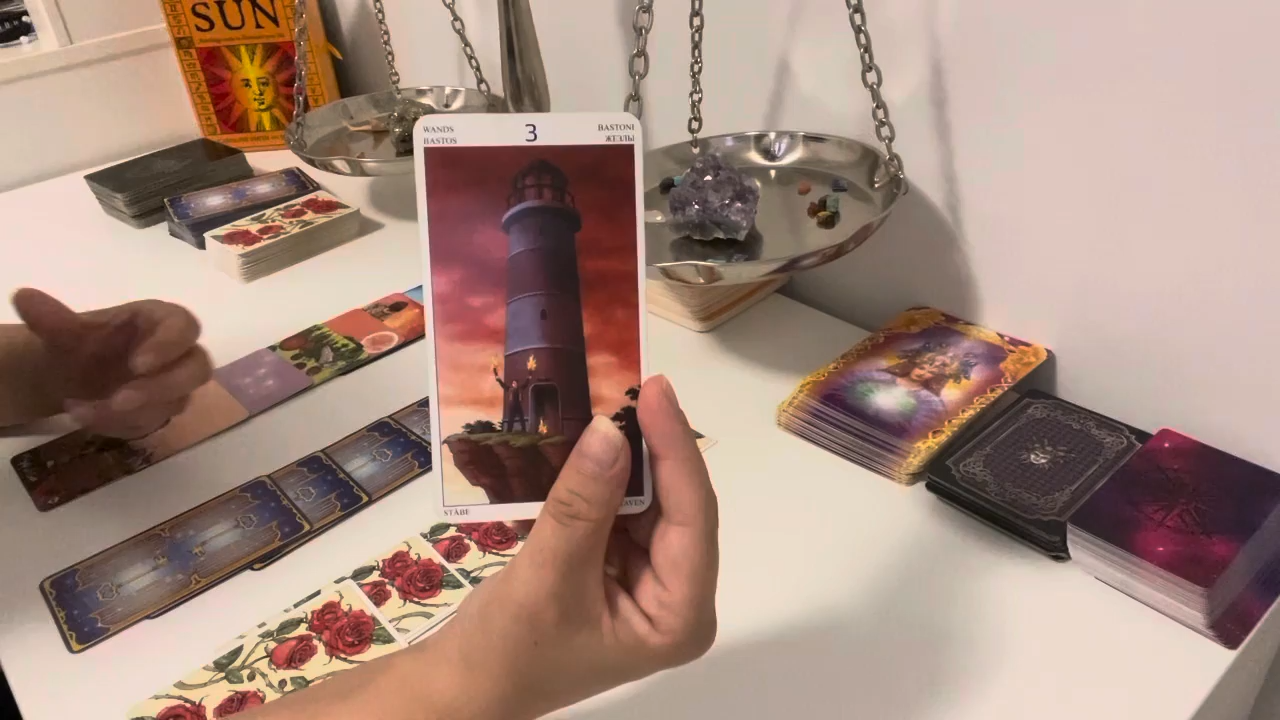 SUN
WANDS
BASTOS
3
BASTONI
ЖЕЗЛЫ
STÄBE